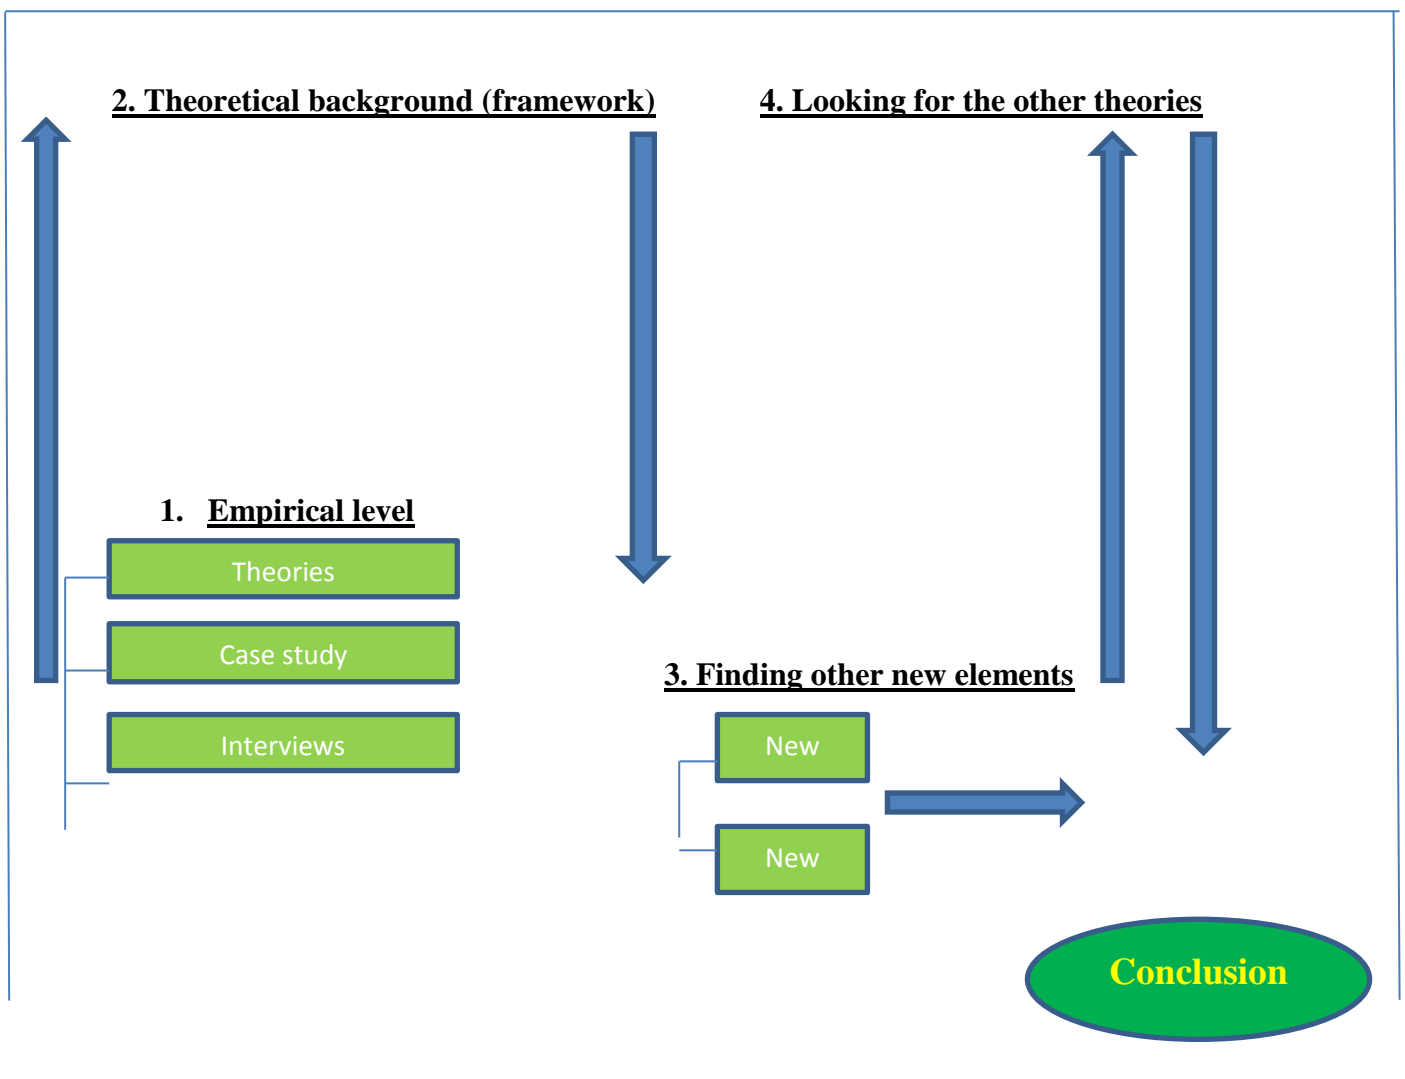 2. Theoretical background (framework)
4. Looking for the other theories
1. Empirical level
Theories
Case study
Interviews
3. Finding other new elements
New
New
Conclusion